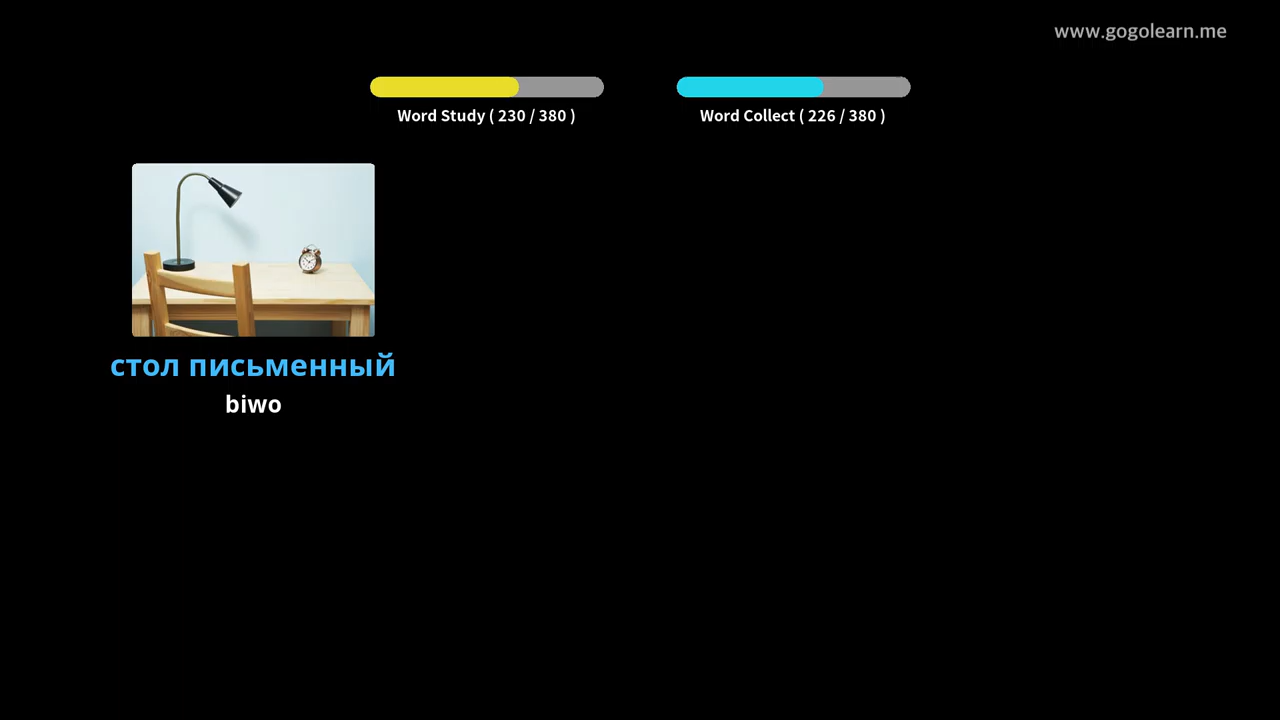 www.gogolearn.me
Word Study ( 230 / 380 )
Word Collect ( 226 / 380 )
стол письменный
biwo